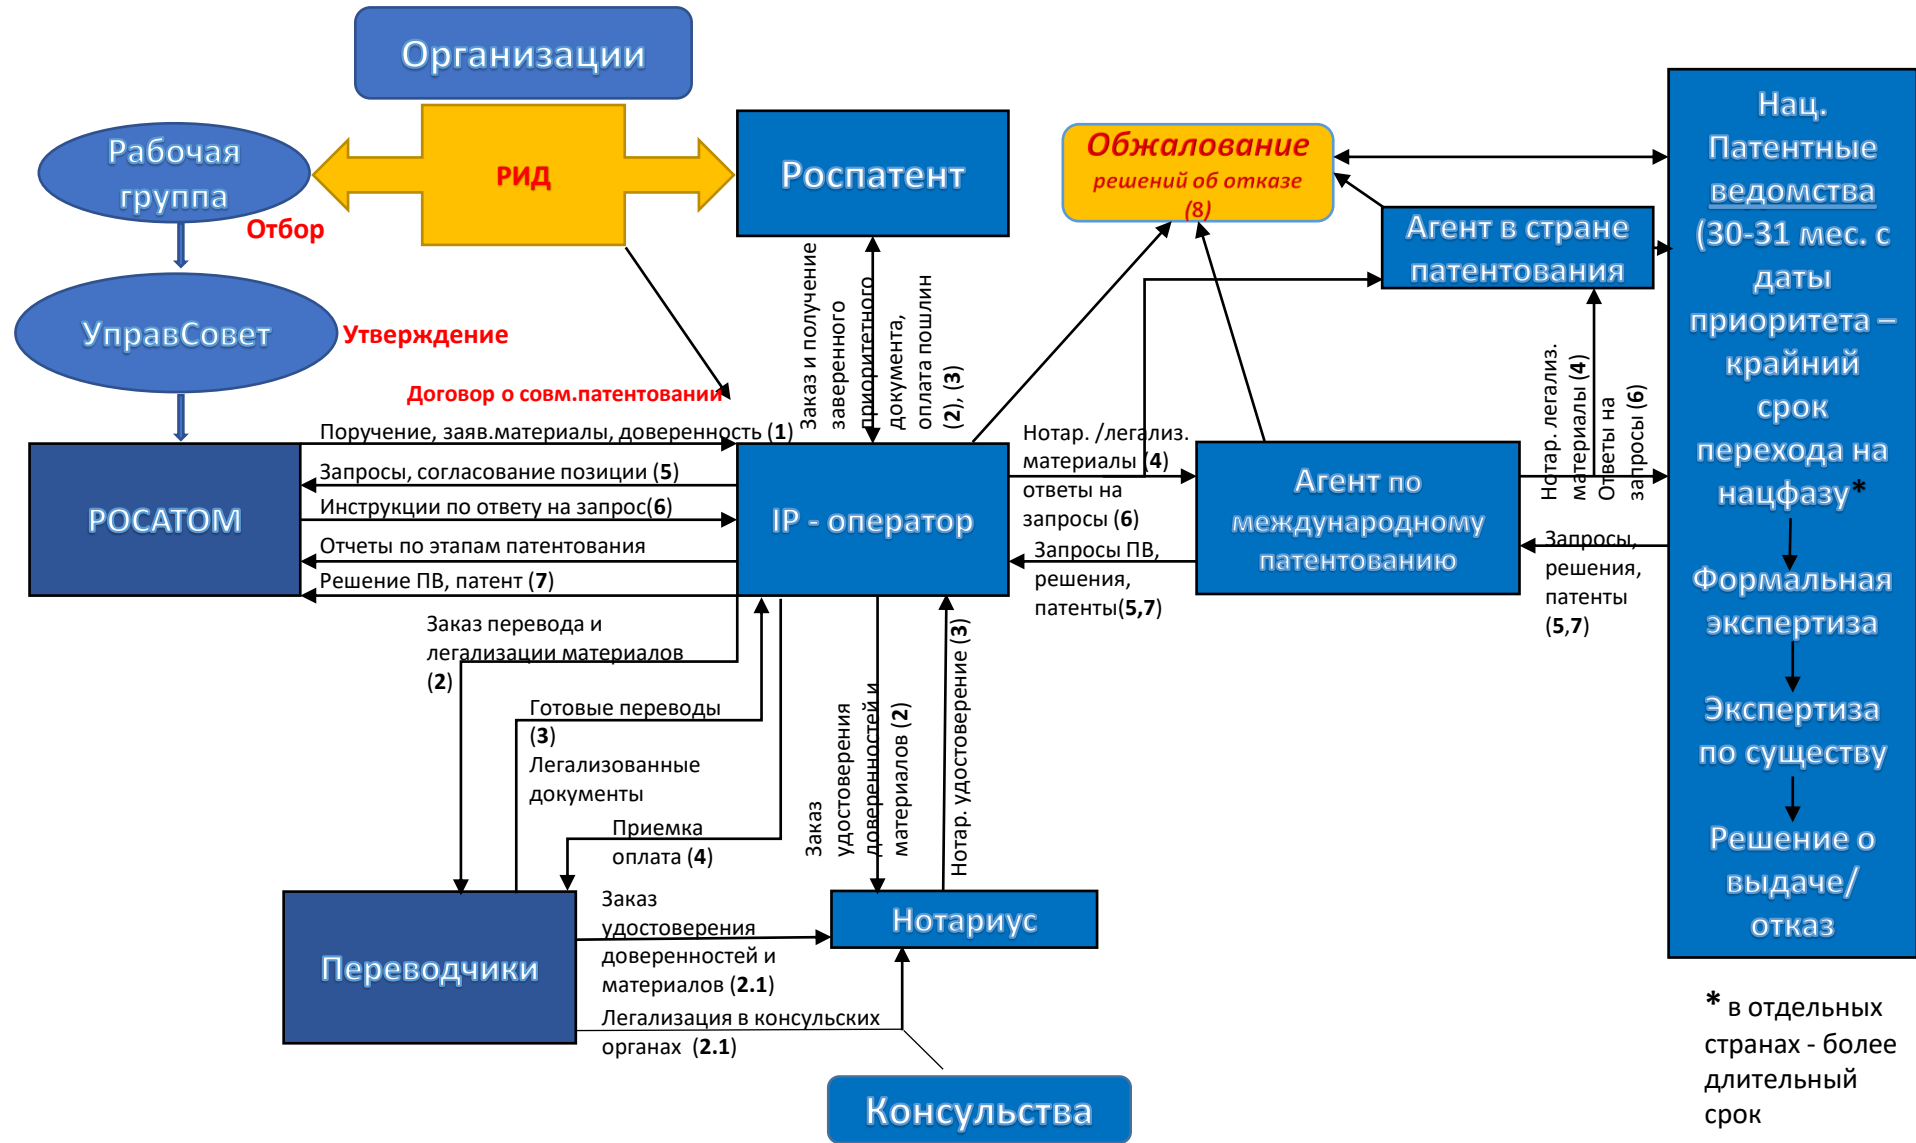 Организации
Рабочая
группа
РИД
Отбор
Роспатент
Обжалование
решений об отказе
(8)
Агент в стране
патентования
Нац.
Патентные
ведомства
(30-31 мес. с
даты
приоритета –
крайний
срок
перехода на
нацфазу*
Формальная
экспертиза
Экспертиза
по существу
Решение о
выдаче/
отказ
УправСовет
Утверждение
Договор о совм.патентовании
Заказ и получение
заверенного
приоритетного
документа,
оплата пошлин
(2), (3)
РОСАТОМ
Поручение, заяв.материалы, доверенность (1)
Запросы, согласование позиции (5)
Инструкции по ответу на запрос(6)
Отчеты по этапам патентования
Решение ПВ, патент (7)
IP - оператор
Нотар. /легализ.
материалы (4)
ответы на
запросы (6)
Запросы ПВ,
решения,
патенты(5,7)
Агент по
международному
патентованию
Нотар. легализ.
материалы (4)
Ответы на
запросы (6)
Запросы,
решения,
патенты
(5,7)
Заказ перевода и
легализации материалов
(2)
Готовые переводы
(3)
Легализованные
документы
Приемка
оплата (4)
Заказ
удостоверения
доверенностей и
материалов (2)
Нотар. удостоверение (3)
Переводчики
Заказ
удостоверения
доверенностей и
материалов (2.1)
Легализация в консульских
органах (2.1)
Нотариус
Консульства
* в отдельных
странах - более
длительный
срок